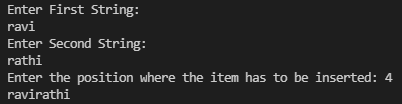 Enter First String:
ravi
Enter Second String:
rathi
Enter the position where the item has to be inserted: 4
ravirathi